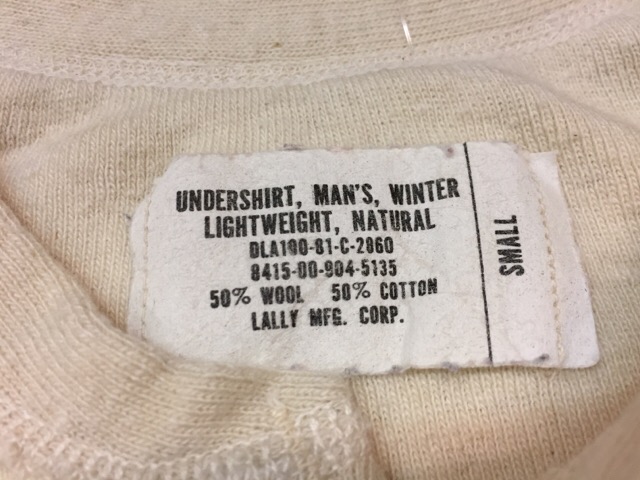 UNDERSHIRT, MAN'S, WINTER
LIGHTWEIGHT, NATURAL
DLA100-81-C-2860
8415-00-904-5135
50% WOOL 50% COTTON
LALLY MFG. CORP.
SMALL